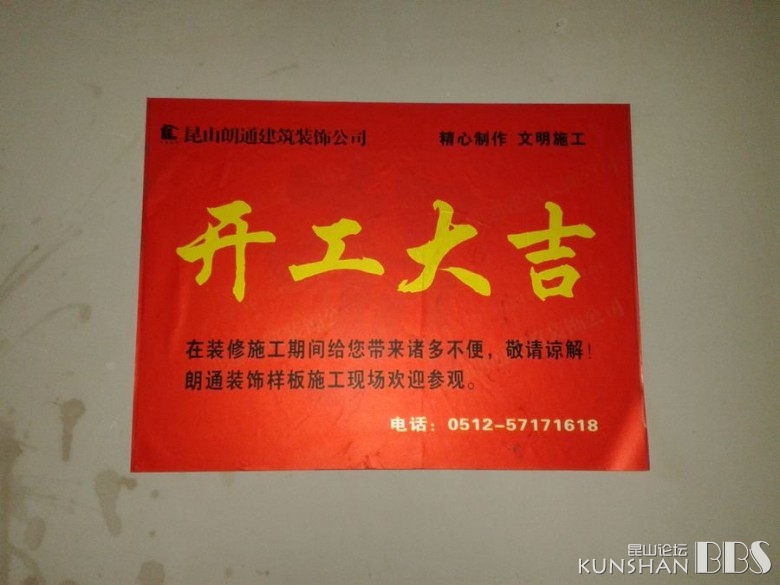 昆山朗通建筑装饰公司 精心制作 文明施工
开工大吉
在装修施工期间给您带来诸多不便，敬请谅解！
朗通装饰样板施工现场欢迎参观。
电话：0512-57171618
昆山论坛
KUNSHAN BBS